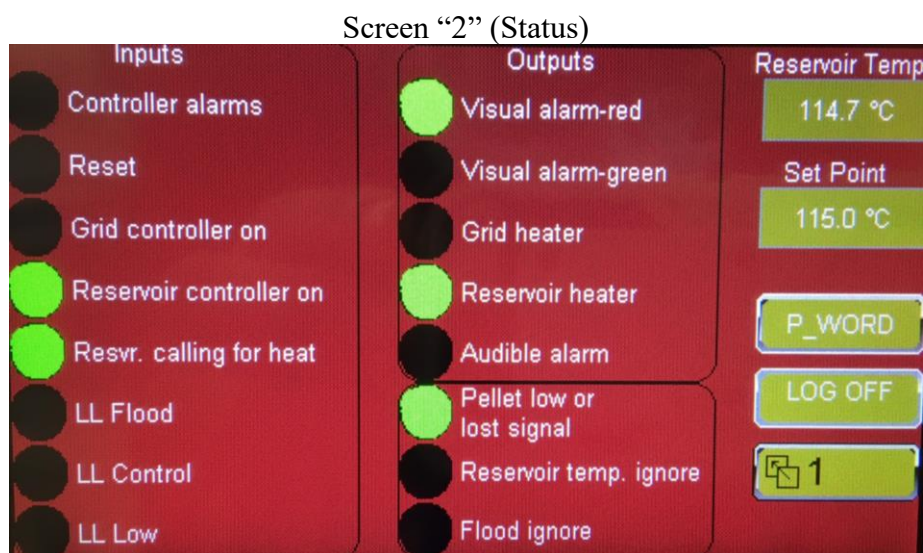 Screen “2” (Status)
Inputs
Controller alarms
Reset
Grid controller on
Reservoir controller on
Resvr. calling for heat
LL Flood
LL Control
LL Low
Outputs
Visual alarm-red
Visual alarm-green
Grid heater
Reservoir heater
Audible alarm
Pellet low or
lost signal
Reservoir temp. ignore
Flood ignore
Reservoir Temp
114.7 °C
Set Point
115.0 °C
P_WORD
LOG OFF
1